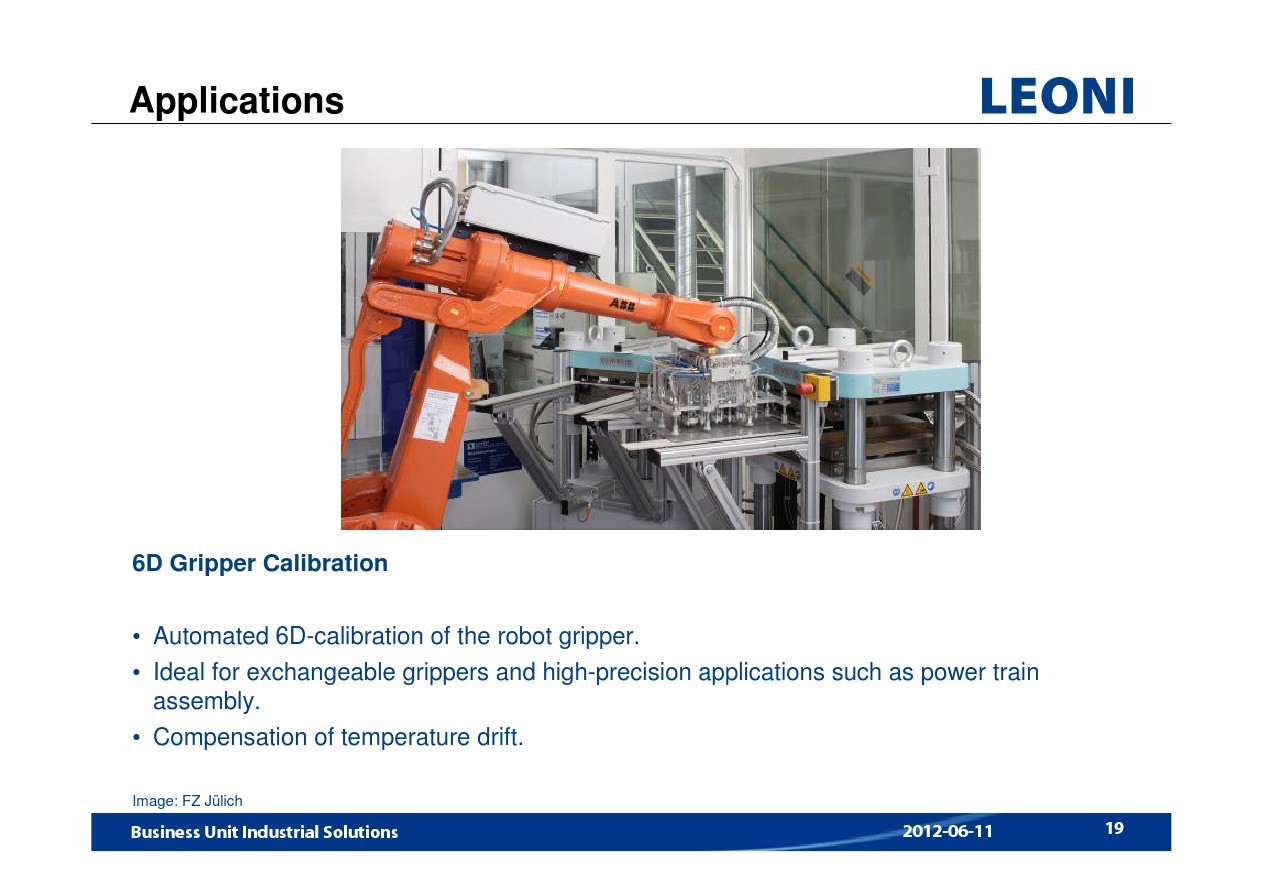 Applications
LEONI
ABB
6D Gripper Calibration
• Automated 6D-calibration of the robot gripper.
• Ideal for exchangeable grippers and high-precision applications such as power train
assembly.
• Compensation of temperature drift.
Image: FZ Jülich
Business Unit Industrial Solutions
2012-06-11
19